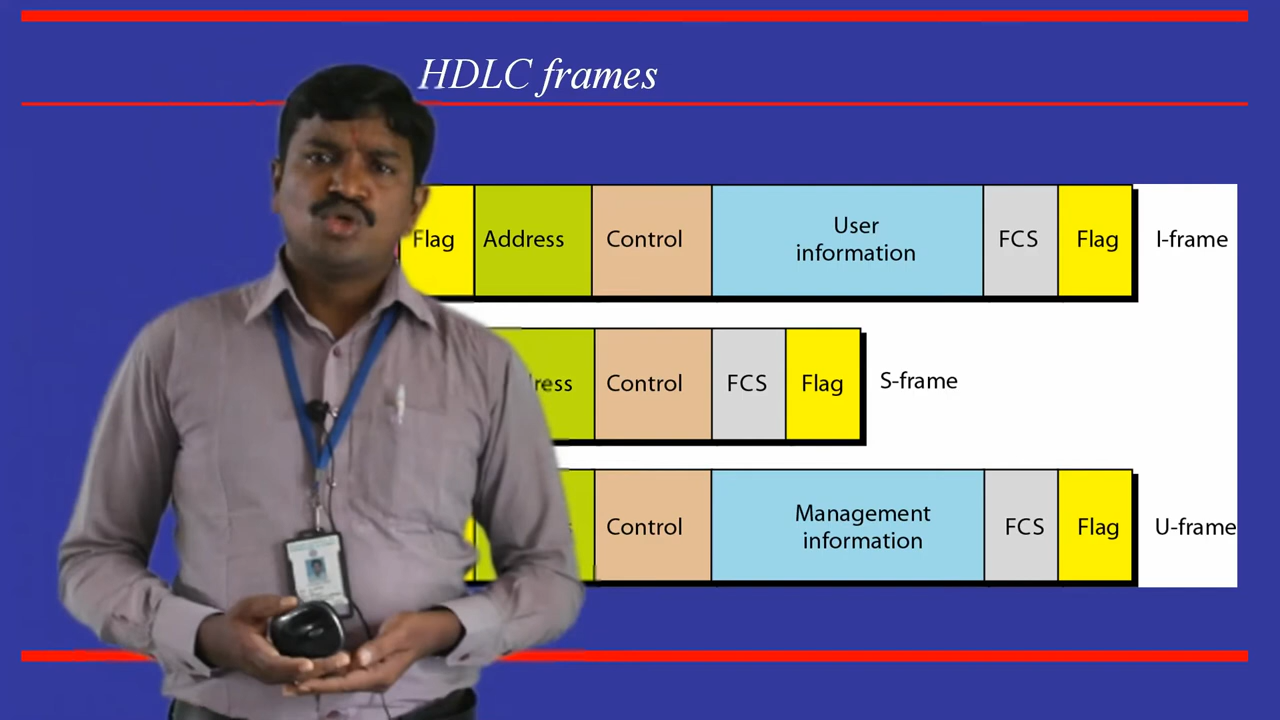 HDLC frames
Flag Address Control User information FCS Flag I-frame
Control FCS Flag S-frame
Control Management information FCS Flag U-frame